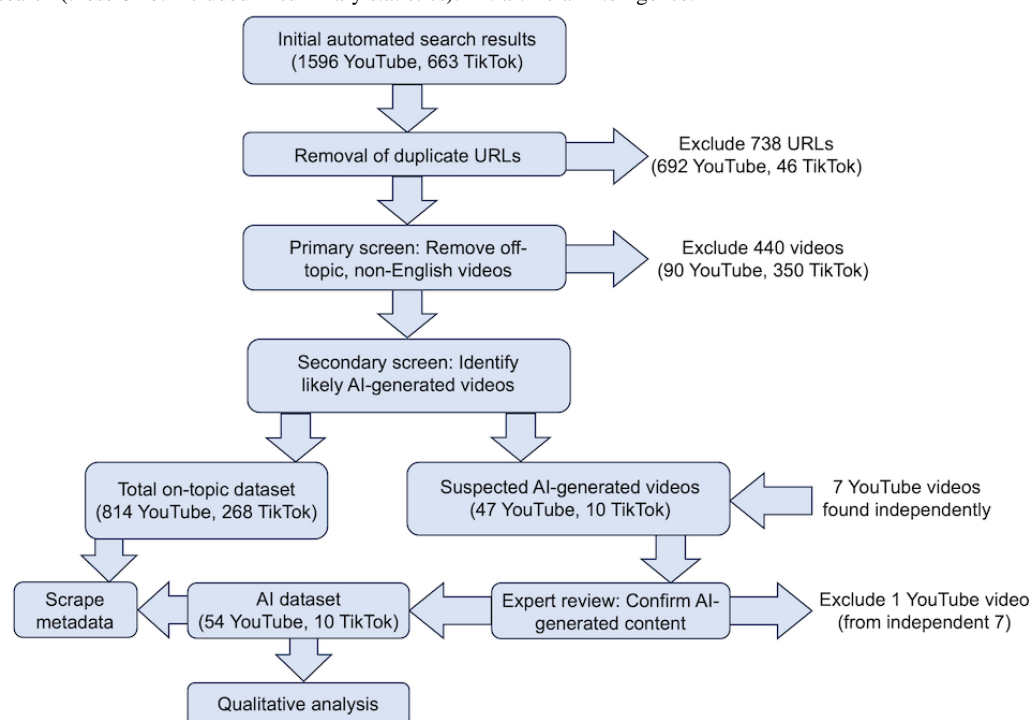 Initial automated search results
(1596 YouTube, 663 TikTok)
Removal of duplicate URLs
Exclude 738 URLs
(692 YouTube, 46 TikTok)
Primary screen: Remove off-
topic, non-English videos
Exclude 440 videos
(90 YouTube, 350 TikTok)
Secondary screen: Identify
likely AI-generated videos
Total on-topic dataset
(814 YouTube, 268 TikTok)
Suspected AI-generated videos
(47 YouTube, 10 TikTok)
7 YouTube videos
found independently
Scrape
metadata
AI dataset
(54 YouTube, 10 TikTok)
Expert review: Confirm AI-
generated content
Exclude 1 YouTube video
(from independent 7)
Qualitative analysis